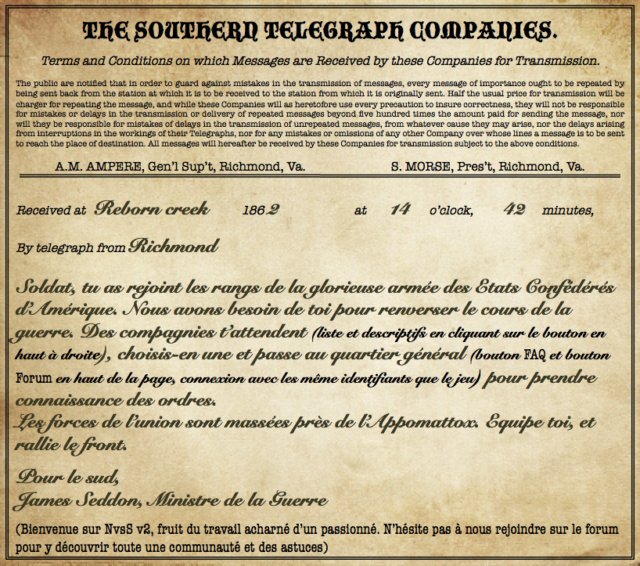 THE SOUTHERN TELEGRAPH COMPANIES.
Terms and Conditions on which Messages are Received by these Companies for Transmission.
The public are notified that in order to guard against mistakes in the transmission of messages, every message of importance ought to be repeated by
being sent back from the station at which it is to be received to the station from which it is originally sent. Half the usual price for transmission will be
charger for repeating the message, and while these Companies will as heretofore use every precaution to insure correctness, they will not be responsible
for mistakes or delays in the transmission or delivery of repeated messages beyond five hundred times the amount paid for sending the message, nor
will they be responsible for mistakes of delays in the transmission of unrepeated messages, from whatever cause they may arise, nor the delays arising
from interruptions in the workings of their Telegraphs, nor for any mistakes or omissions of any other Company over whose lines a message is to be sent
to reach the place of destination. All messages will hereafter be received by these Companies for transmission subject to the above conditions.
A.M. AMPERE, Gen'l Sup't, Richmond, Va. S. MORSE, Pres't, Richmond, Va.
Received at Reborn creek 1862 at 14 o'clock, 42 minutes,
By telegraph from Richmond
Soldat, tu as rejoint les rangs de la glorieuse armée des Etats Confédérés
d'Amérique. Nous avons besoin de toi pour renverser le cours de la
guerre. Des compagnies t'attendent (liste et descriptifs en cliquant sur le bouton en
haut à droite), choisis-en une et passe au quartier général (bouton FAQ et bouton
Forum en haut de la page, connexion avec les même identifiants que le jeu) pour prendre
connaissance des ordres.
Les forces de l'union sont massées près de l'Appomattox. Equipe toi, et
rallie le front.
Pour le sud,
James Seddon, Ministre de la Guerre
(Bienvenue sur NvsS v2, fruit du travail acharné d'un passionné. N'hésite pas à nous rejoindre sur le forum
pour y découvrir toute une communauté et des astuces)